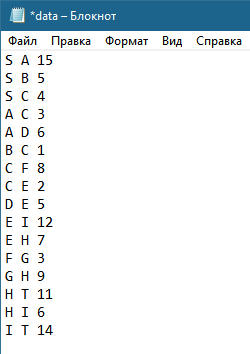 *data – Блокнот
Файл Правка Формат Вид Справка
S A 15
S B 5
S C 4
A C 3
A D 6
B C 1
C F 8
C E 2
D E 5
E I 12
E H 7
F G 3
G H 9
H T 11
H I 6
I T 14